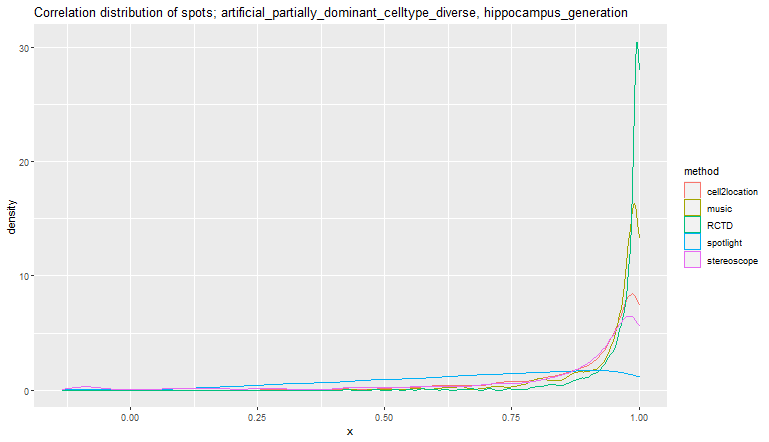 Correlation distribution of spots; artificial_partially_dominant_celltype_diverse, hippocampus_generation
30
20
10
0
density
0.00 0.25 0.50 0.75 1.00
x
method
cell2location
music
RCTD
spotlight
stereoscope